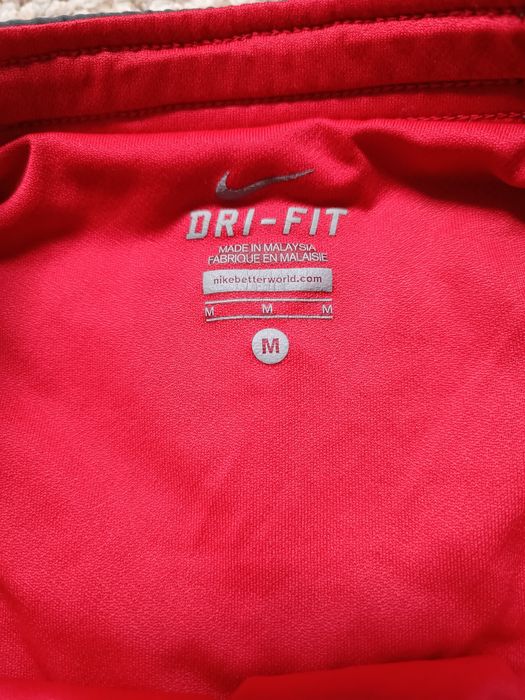 DRI-FIT
MADE IN MALAYSIA
FABRIQUE EN MALAISIE
nikebetterworld.com
M M M
M